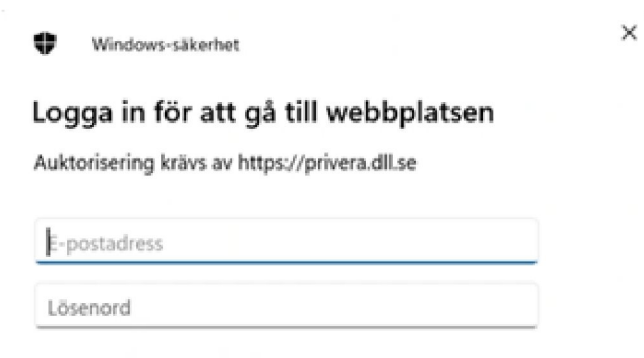 Windows-säkerhet
Logga in för att gå till webbplatsen
Auktorisering krävs av https://privera.dll.se
E-postadress
Lösenord